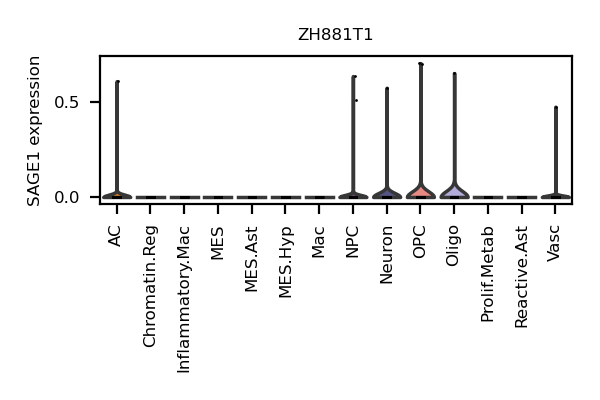 ZH881T1
SAGE1 expression
0.5
0.0
AC
Chromatin.Reg
Inflammatory.Mac
MES
MES.Ast
MES.Hyp
Mac
NPC
Neuron
OPC
Oligo
Prolif.Metab
Reactive.Ast
Vasc